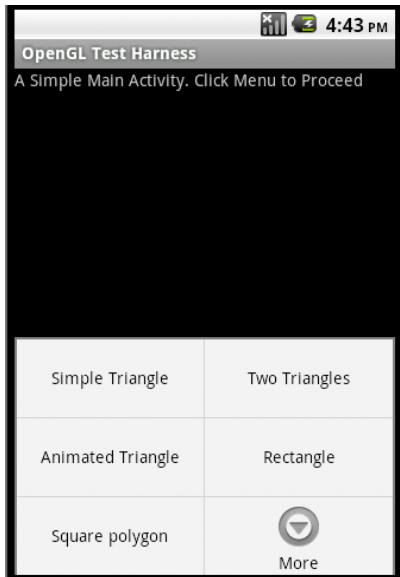 4:43 PM
OpenGL Test Harness
A Simple Main Activity. Click Menu to Proceed
Simple Triangle
Two Triangles
Animated Triangle
Rectangle
Square polygon
More